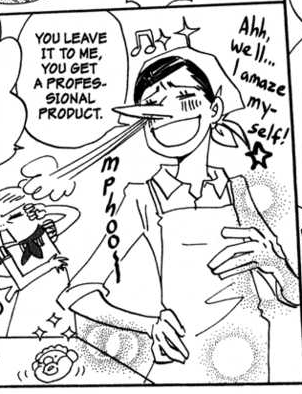 YOU LEAVE
IT TO ME,
YOU GET
A PROFES-
SIONAL
PRODUCT.
Ahh,
well...
I amaze
my-
self!
mphoo